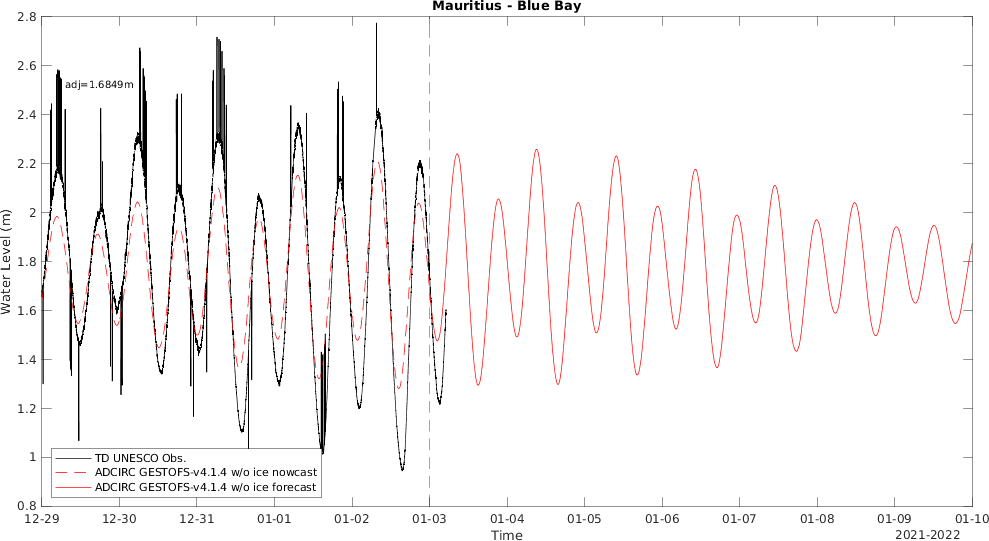 Mauritius - Blue Bay
2.8
2.6
2.4
2.2
2
1.8
1.6
1.4
1.2
1
0.8
Water Level (m)
adj=1.6849m
TD UNESCO Obs.
ADCIRC GESTOFS-v4.1.4 w/o ice nowcast
ADCIRC GESTOFS-v4.1.4 w/o ice forecast
12-29 12-30 12-31 01-01 01-02 01-03 01-04 01-05 01-06 01-07 01-08 01-09 01-10
Time
2021-2022